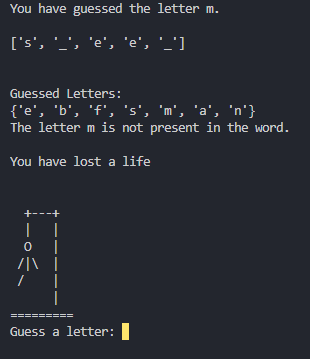 You have guessed the letter m.
['s', '_', 'e', 'e', '_']
Guessed Letters:
{'e', 'b', 'f', 's', 'm', 'a', 'n'}
The letter m is not present in the word.
You have lost a life
  +---+
  |   |
  O   |
 /|\  |
 /    |
      |
=========
Guess a letter: